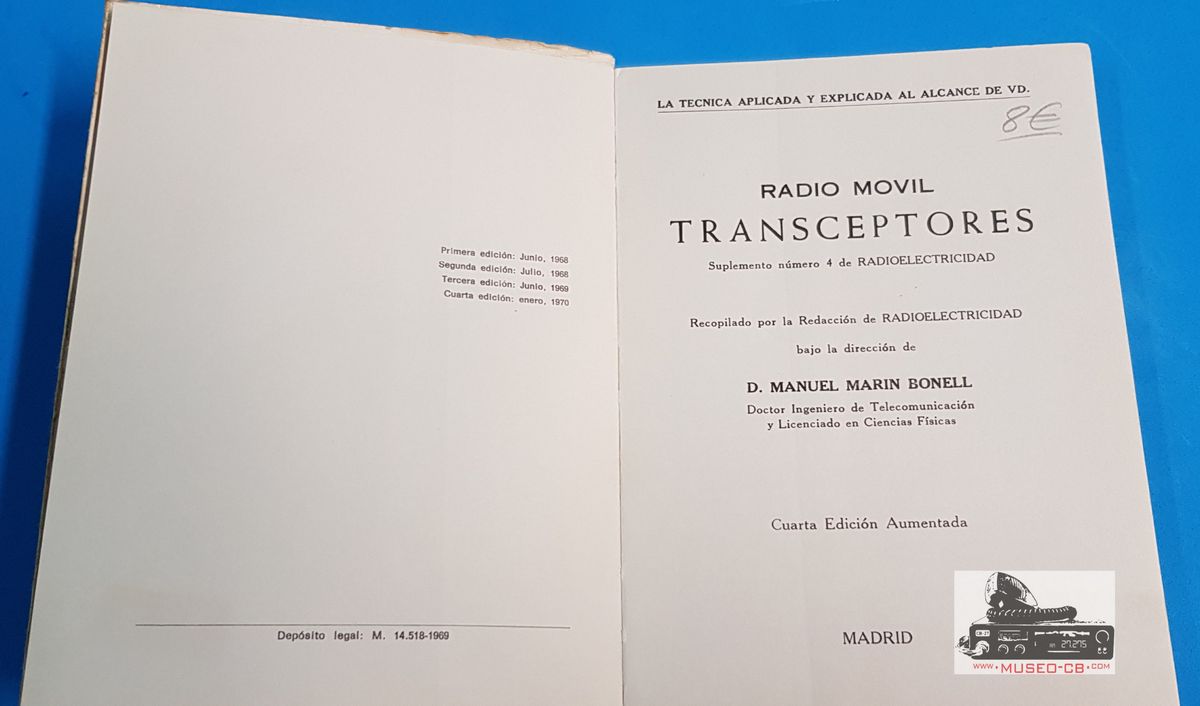 Primera edición: Junio, 1968
Segunda edición: Julio, 1968
Tercera edición: Junio, 1969
Cuarta edición: enero, 1970
Depósito legal: M. 14.518-1969
LA TECNICA APLICADA Y EXPLICADA AL ALCANCE DE VD.
8€
RADIO MOVIL
TRANSCEPTORES
Suplemento número 4 de RADIOELECTRICIDAD
Recopilado por la Redacción de RADIOELECTRICIDAD
bajo la dirección de
D. MANUEL MARIN BONELL
Doctor Ingeniero de Telecomunicación
y Licenciado en Ciencias Físicas
Cuarta Edición Aumentada
MADRID
27.275
www.MUSEO-CB.com